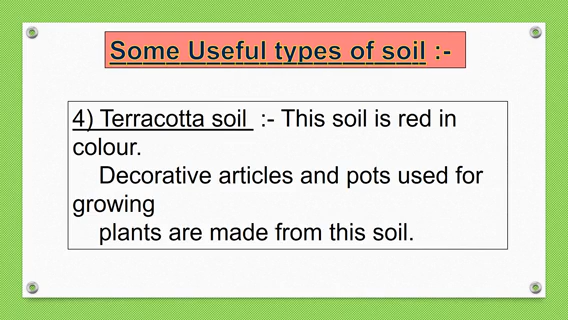 Some Useful types of soil :-
4) Terracotta soil :- This soil is red in
colour.
Decorative articles and pots used for
growing
plants are made from this soil.